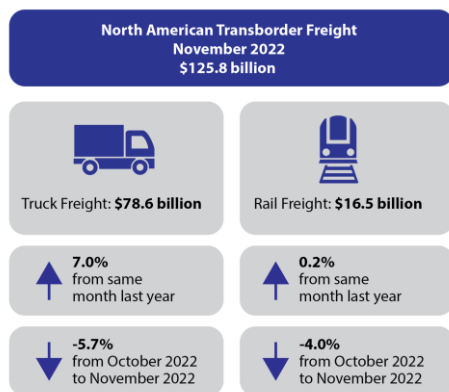 North American Transborder Freight
November 2022
$125.8 billion
Truck Freight: $78.6 billion
Rail Freight: $16.5 billion
7.0%
from same
month last year
0.2%
from same
month last year
-5.7%
from October 2022
to November 2022
-4.0%
from October 2022
to November 2022